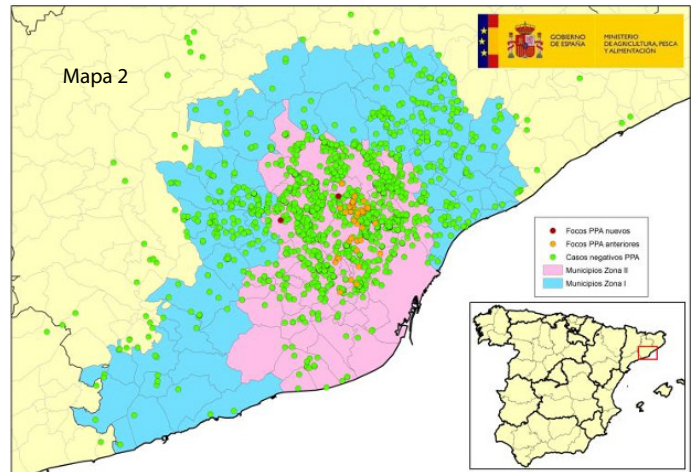 Mapa 2
GOBIERNO
DE ESPAÑA
MINISTERIO
DE AGRICULTURA, PESCA
Y ALIMENTACIÓN
Focos PPA nuevos
Focos PPA anteriores
Casos negativos PPA
Municipios Zona II
Municipios Zona I